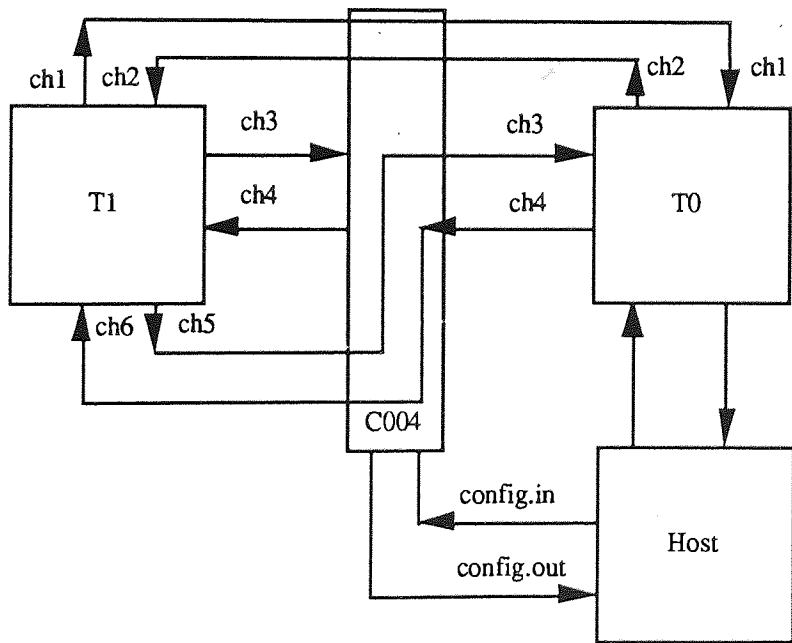 ch1
ch2
ch2
ch1
ch3
ch3
T1
ch4
ch4
T0
ch6
ch5
C004
config.in
Host
config.out